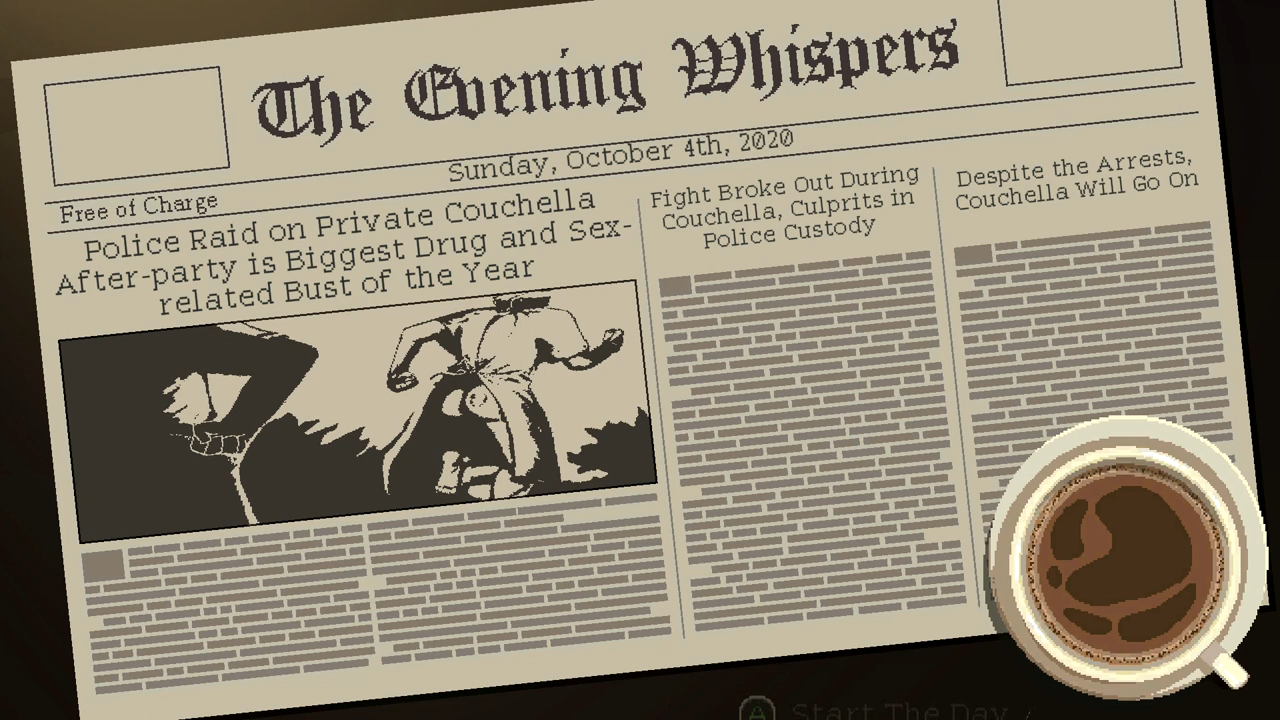 The Evening Whispers
Sunday, October 4th, 2020
Free of Charge
Police Raid on Private Couchella
After-party is Biggest Drug and Sex-
related Bust of the Year
Fight Broke Out During
Couchella, Culprits in
Police Custody
Despite the Arrests,
Couchella Will Go On
A Start The Day /